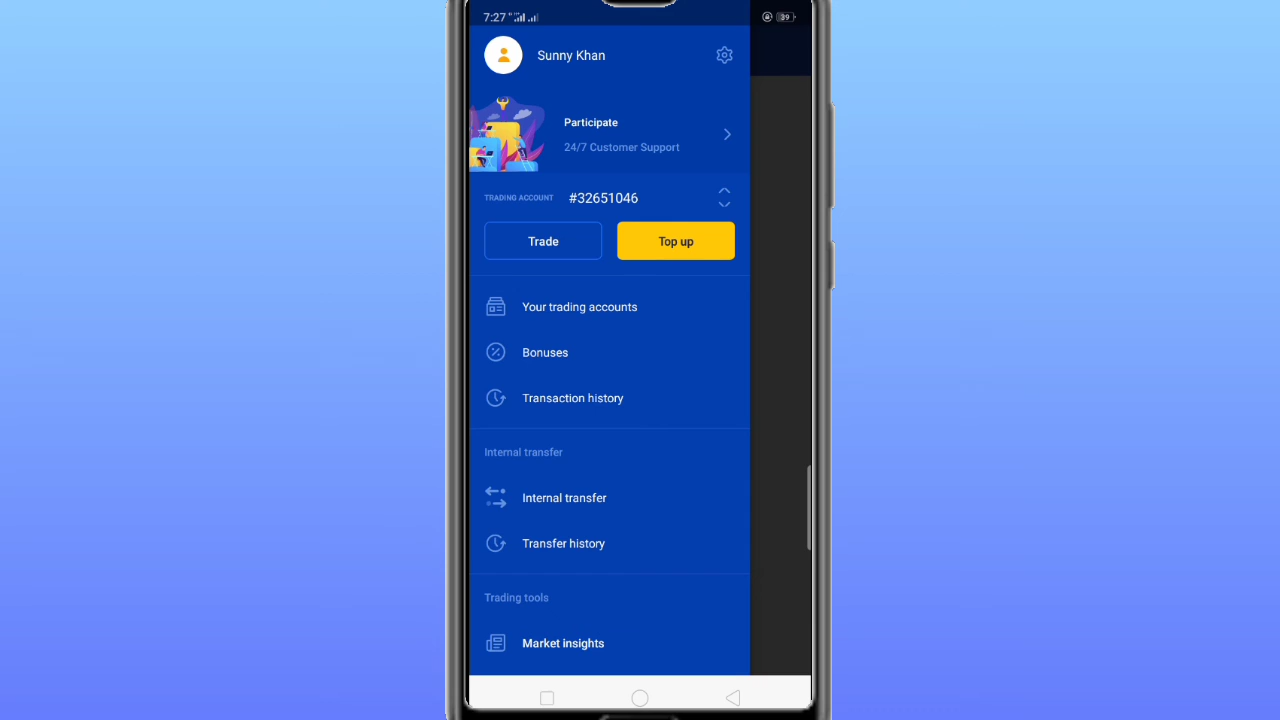 7:27
39
Sunny Khan
Participate
24/7 Customer Support
TRADING ACCOUNT #32651046
Trade Top up
Your trading accounts
Bonuses
Transaction history
Internal transfer
Internal transfer
Transfer history
Trading tools
Market insights